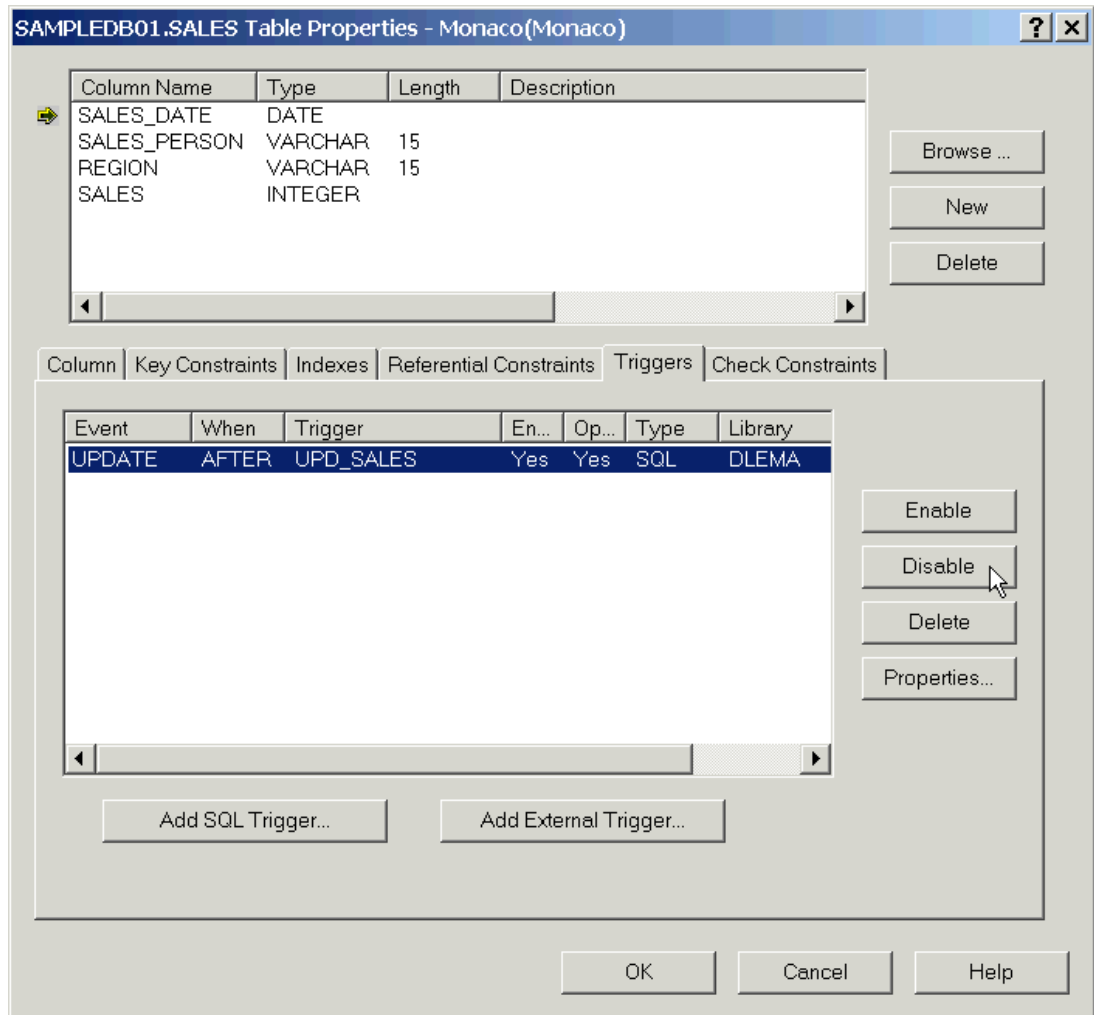 SAMPLEDB01.SALES Table Properties - Monaco(Monaco)
Column Name Type Length Description
SALES_DATE DATE
SALES_PERSON VARCHAR 15
REGION VARCHAR 15
SALES INTEGER
Browse ...
New
Delete
Column Key Constraints Indexes Referential Constraints Triggers Check Constraints
Event When Trigger En... Op... Type Library
UPDATE AFTER UPD_SALES Yes Yes SQL DLEMA
Enable
Disable
Delete
Properties...
Add SQL Trigger... Add External Trigger...
OK Cancel Help